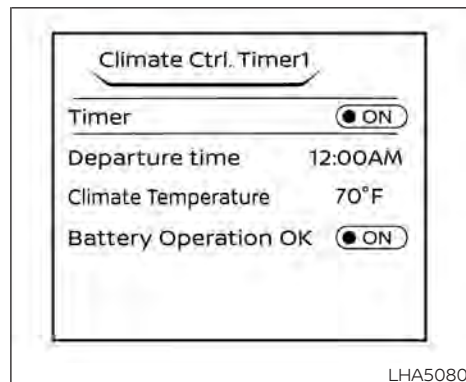 Climate Ctrl. Timer1
Timer ON
Departure time 12:00AM
Climate Temperature 70°F
Battery Operation OK ON
LHA5080